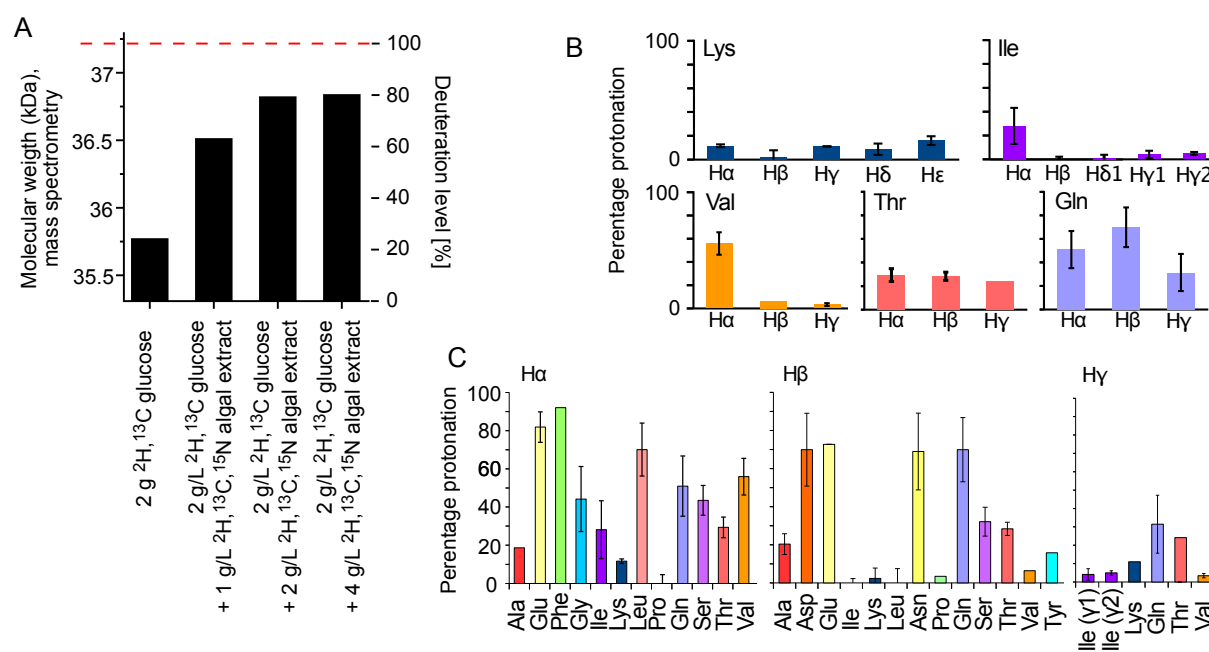 A
Molecular weigth (kDa),
mass spectrometry
37
36.5
36
35.5
100
80
60
40
20
0
Deuteration level [%]
2 g ²H,¹³C glucose
2 g/L ²H,¹³C glucose
+ 1 g/L ²H,¹³C,¹⁵N algal extract
2 g/L ²H,¹³C glucose
+ 2 g/L ²H,¹³C,¹⁵N algal extract
2 g/L ²H,¹³C glucose
+ 4 g/L ²H,¹³C,¹⁵N algal extract
B
Perentage protonation
100
0
Lys
Hα Hβ Hγ Hδ Hε
100
0
Ile
Hα Hβ Hδ1 Hγ1 Hγ2
100
0
Val
Hα Hβ Hγ
Thr
Hα Hβ Hγ
Gln
Hα Hβ Hγ
C
Perentage protonation
100
80
60
40
20
0
Hα
Ala Glu Phe Gly Ile Lys Leu Pro Gln Ser Thr Val
Hβ
Ala Asp Glu Ile Lys Leu Asn Pro Gln Ser Thr Val Tyr
Hγ
Ile (γ1) Ile (γ2) Lys Gln Thr Val